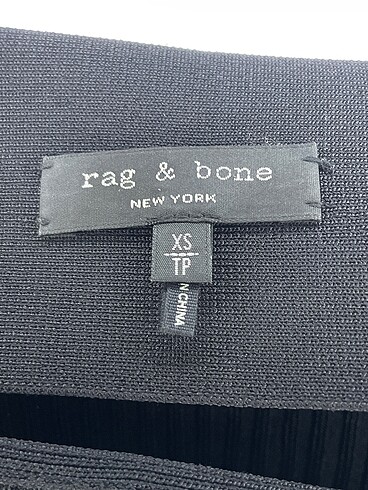 rag & bone
NEW YORK
XS
TP
N CHINA